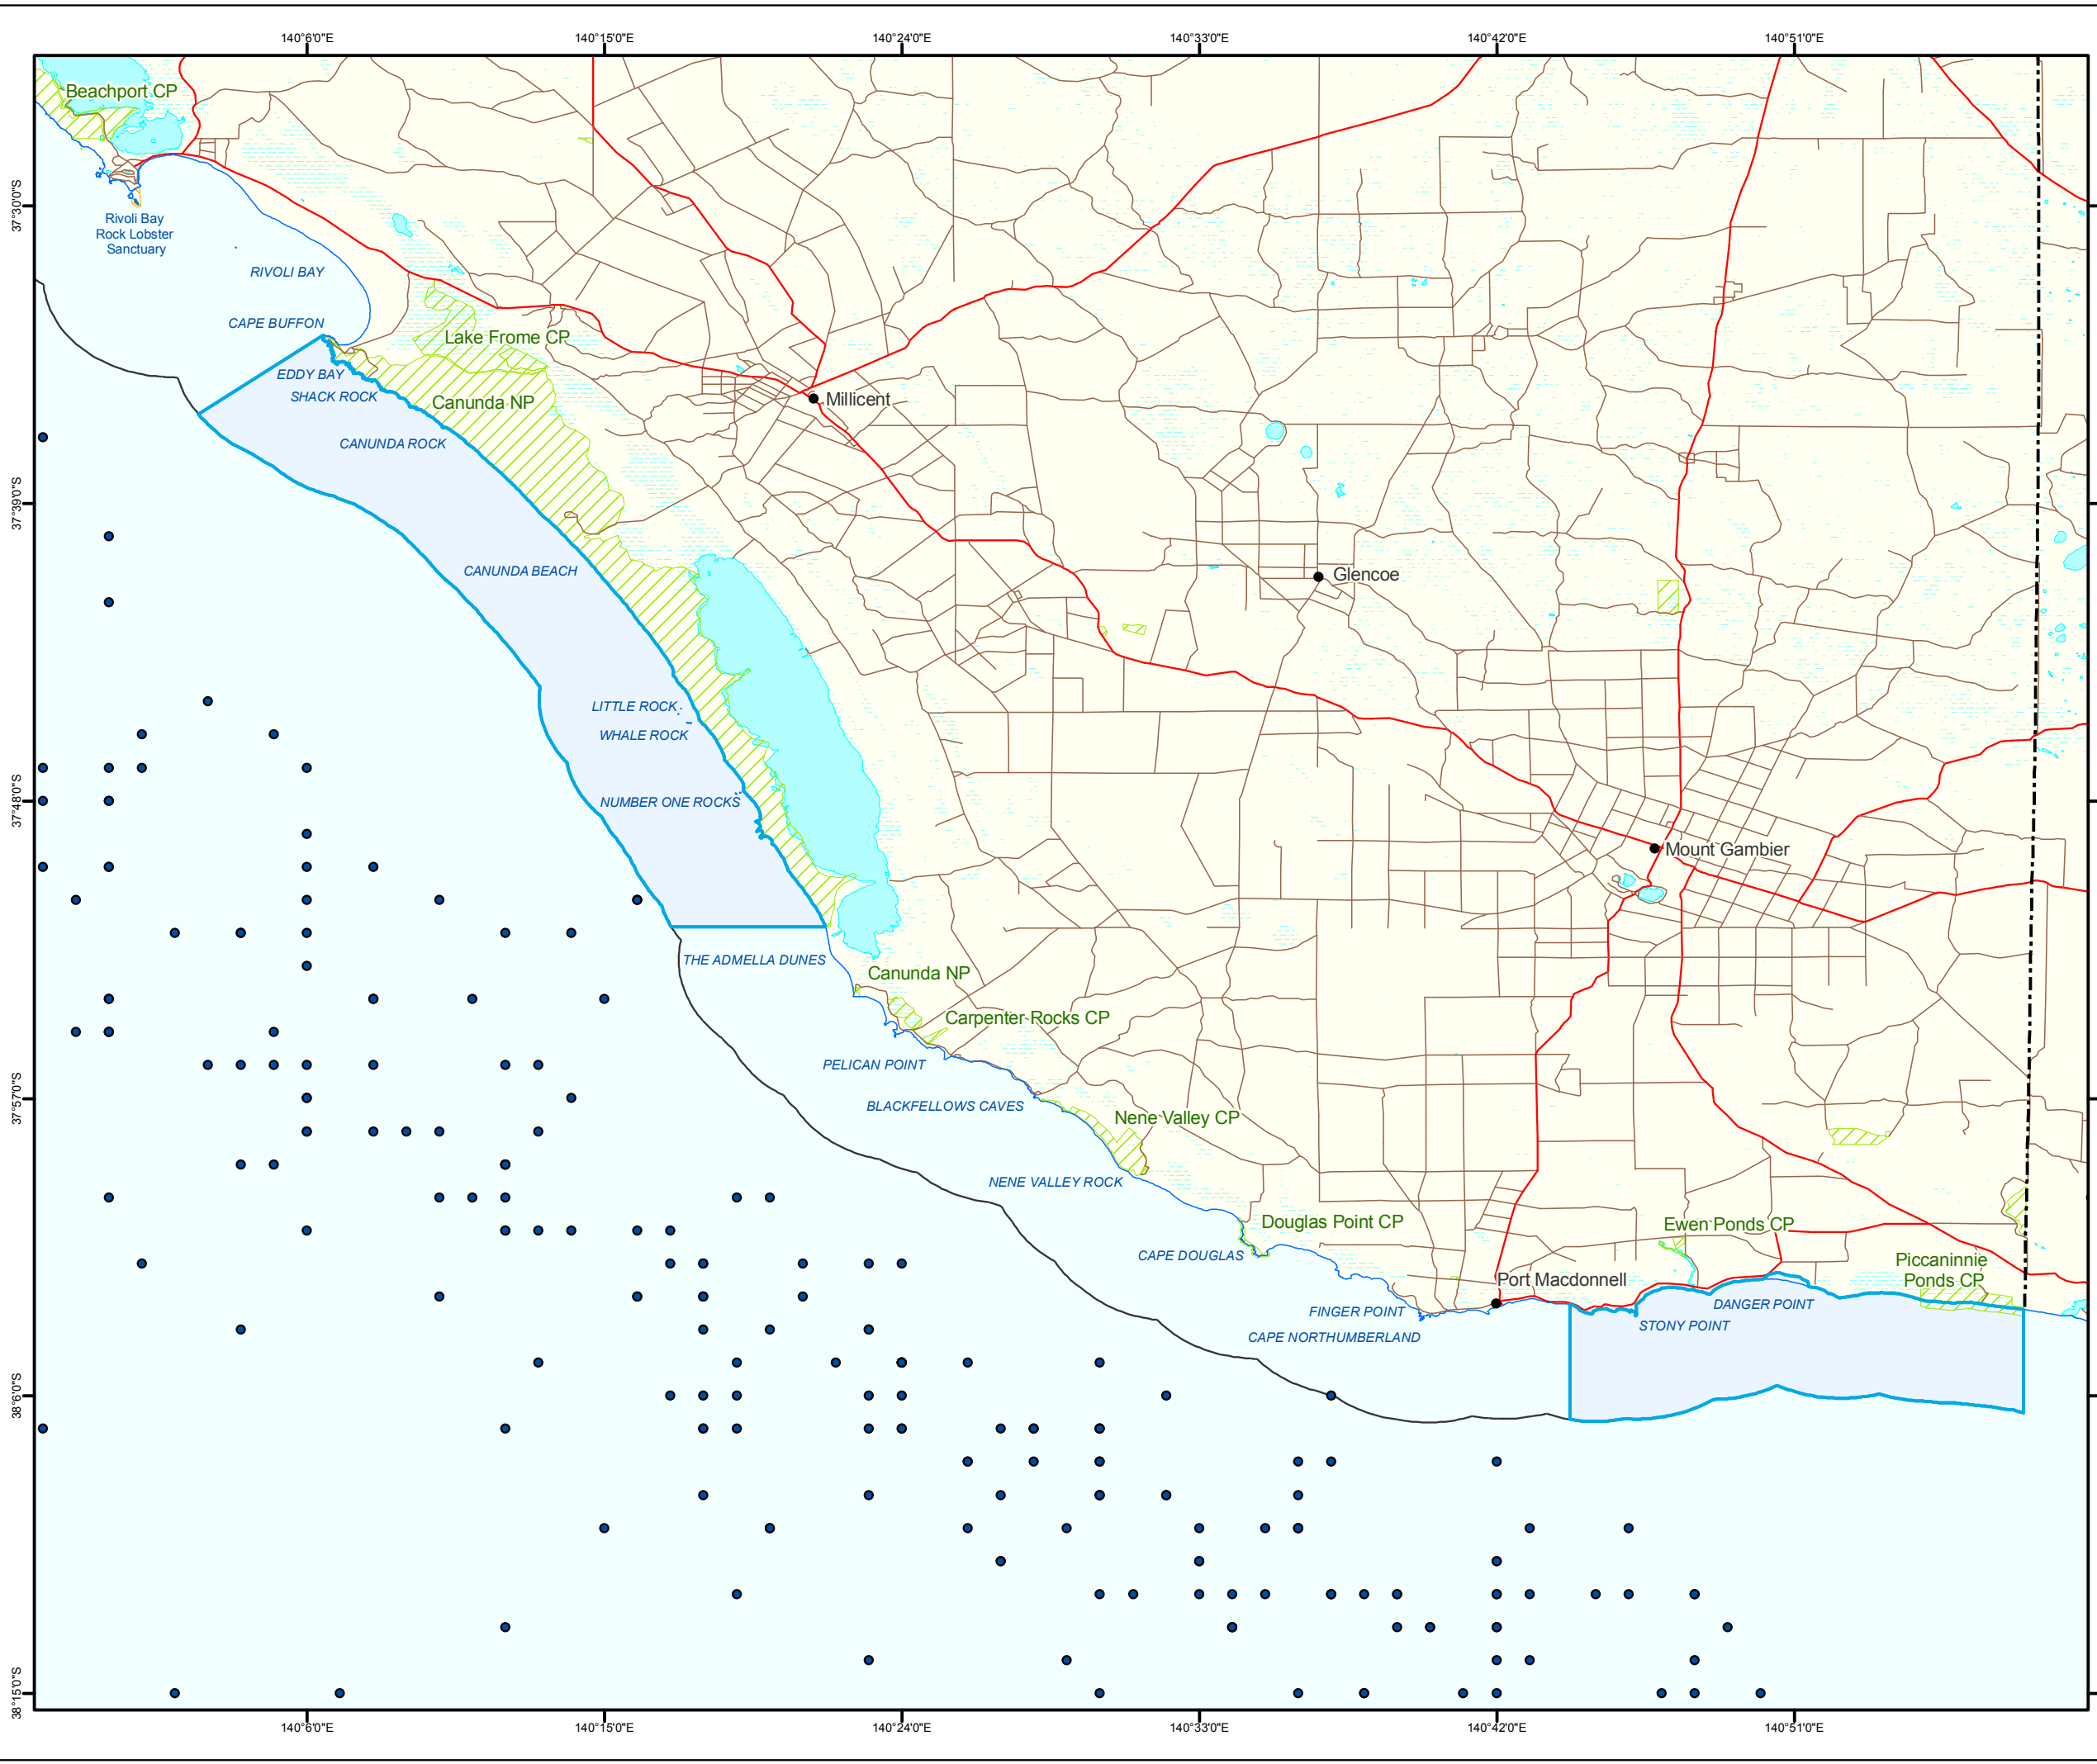 140°6'0"E
140°15'0"E
140°24'0"E
140°33'0"E
140°42'0"E
140°51'0"E
Beachport CP
37°30'0"S
Rivoli Bay
Rock Lobster
Sanctuary
RIVOLI BAY
CAPE BUFFON
Lake Frome CP
EDDY BAY
SHACK ROCK
Canunda NP
Millicent
CANUNDA ROCK
37°39'0"S
CANUNDA BEACH
Glencoe
LITTLE ROCK
WHALE ROCK
37°48'0"S
NUMBER ONE ROCKS
Mount Gambier
THE ADMELLA DUNES
Canunda NP
Carpenter Rocks CP
PELICAN POINT
37°57'0"S
BLACKFELLOWS CAVES
Nene Valley CP
NENE VALLEY ROCK
Douglas Point CP
Ewen Ponds CP
CAPE DOUGLAS
Piccaninnie
Ponds CP
Port Macdonnell
FINGER POINT
DANGER POINT
STONY POINT
CAPE NORTHUMBERLAND
38°6'0"S
38°15'0"S
140°6'0"E
140°15'0"E
140°24'0"E
140°33'0"E
140°42'0"E
140°51'0"E